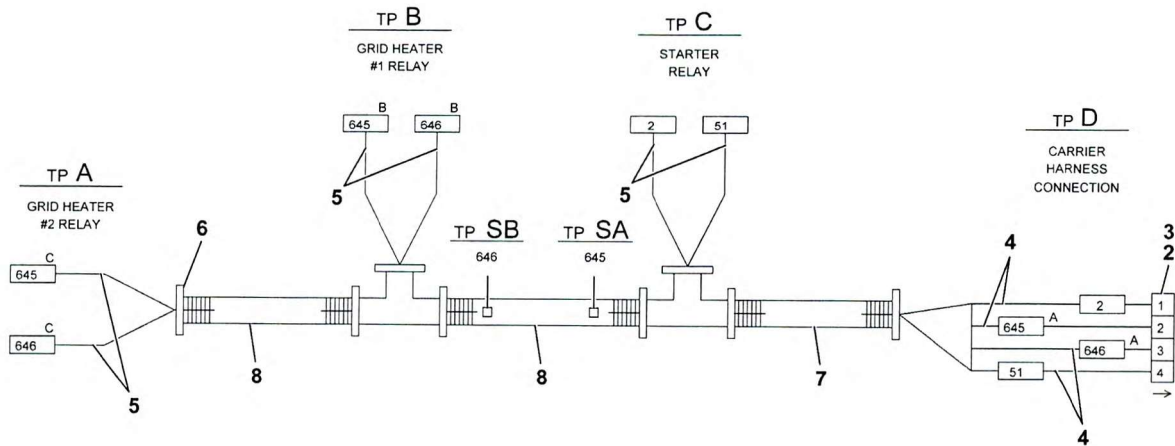 TP B
GRID HEATER
#1 RELAY
TP C
STARTER
RELAY
B B
645 646
2 51
TP D
CARRIER
HARNESS
CONNECTION
TP A
GRID HEATER
#2 RELAY
5
5
6
TP SB
646
TP SA
645
4
3
2
C
645
C
646
2 1
645 A 2
646 A 3
51 4
→
5
8
8
7
4